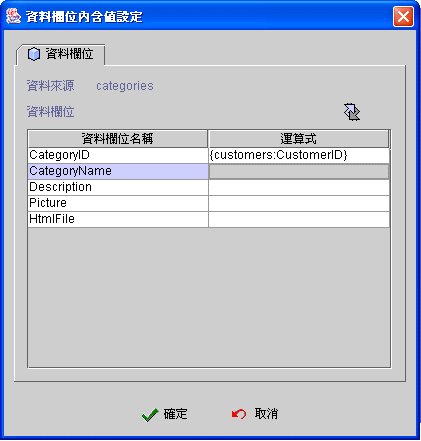 資料欄位內含值設定
資料欄位
資料來源 categories
資料欄位
資料欄位名稱 運算式
CategoryID {customers:CustomerID}
CategoryName
Description
Picture
HtmlFile
確定 取消